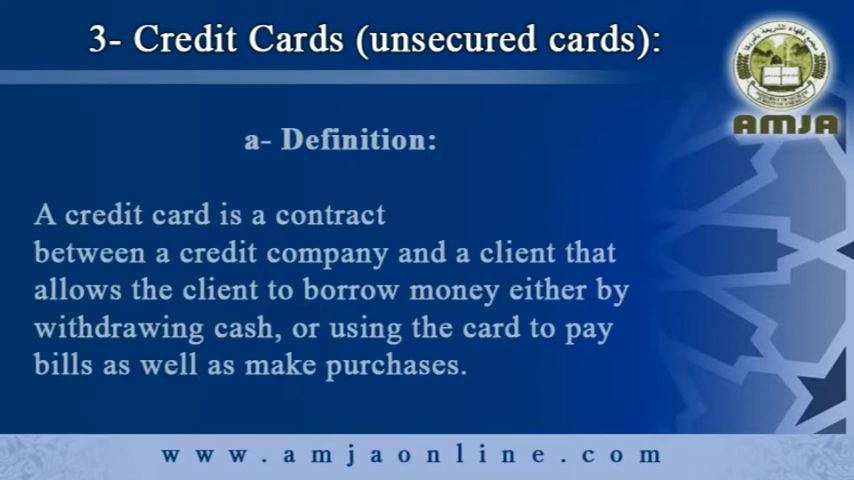 3- Credit Cards (unsecured cards):
AMJA
a- Definition:
A credit card is a contract
between a credit company and a client that
allows the client to borrow money either by
withdrawing cash, or using the card to pay
bills as well as make purchases.
www.amjaonline.com